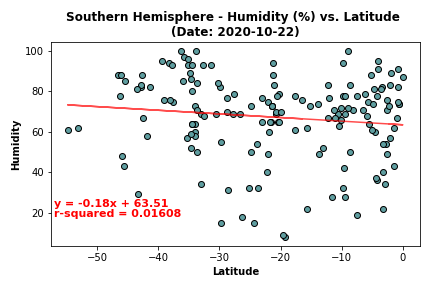 Southern Hemisphere - Humidity (%) vs. Latitude
(Date: 2020-10-22)
100
80
60
40
20
Humidity
y = -0.18x + 63.51
r-squared = 0.01608
−50
−40
−30
−20
−10
0
Latitude